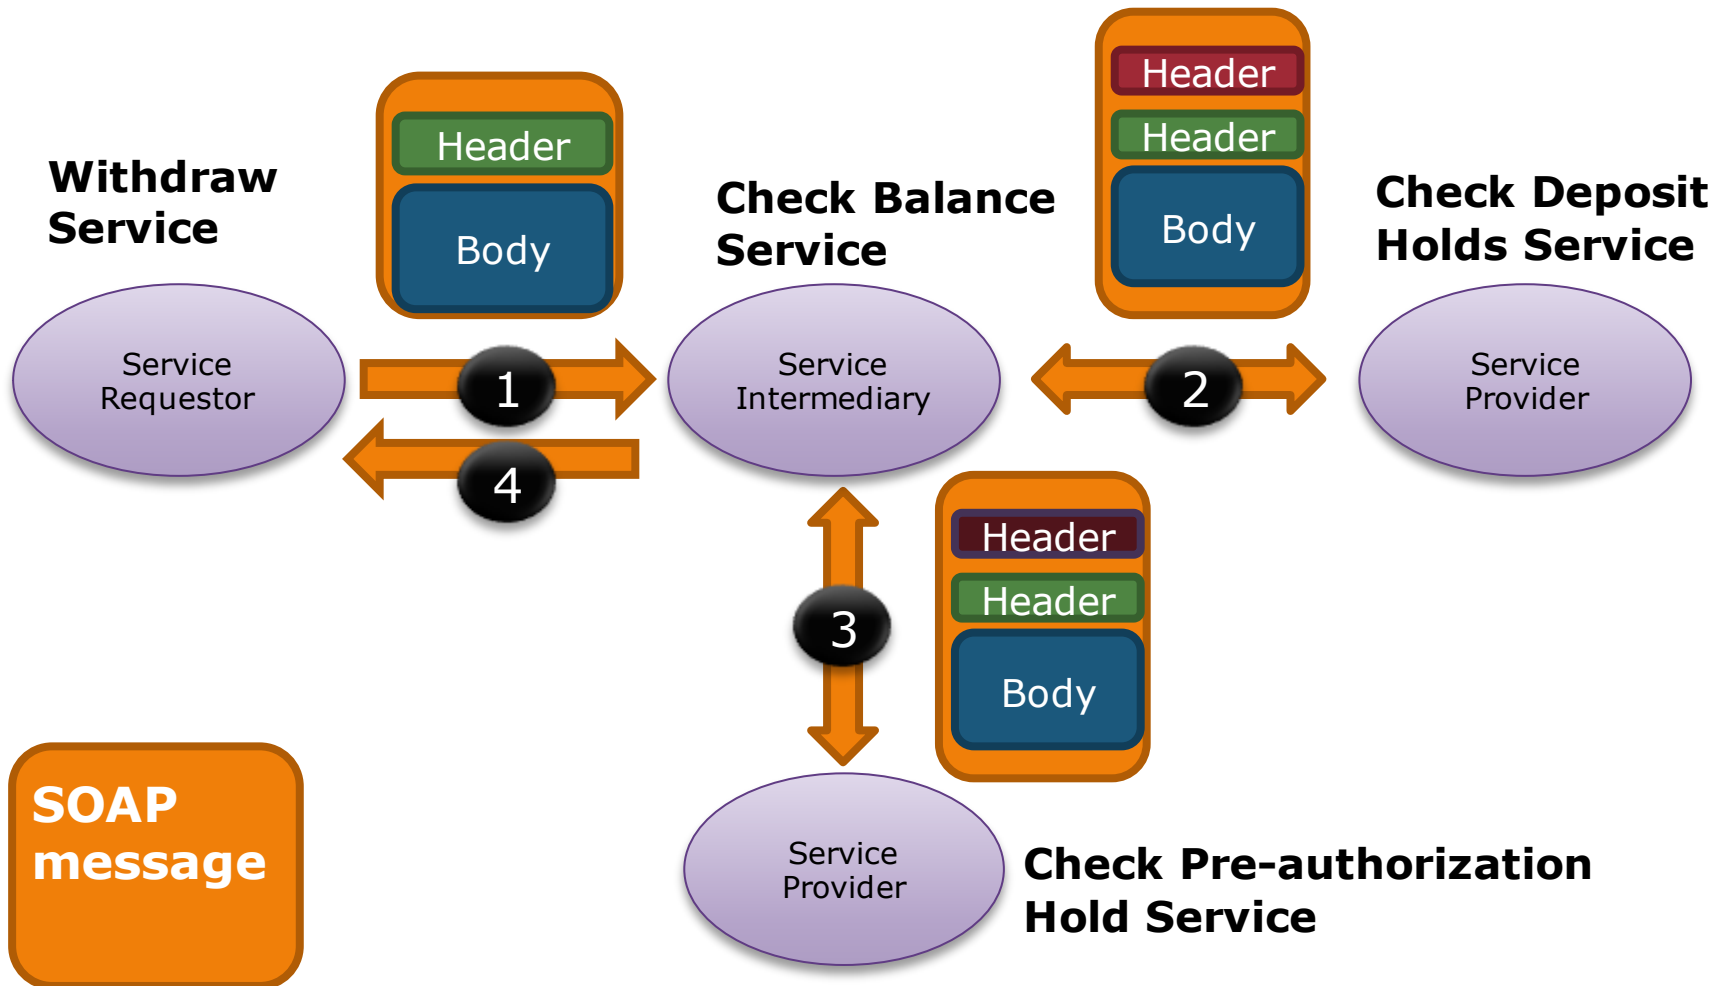 Withdraw
Service
Header
Body
Check Balance
Service
Header
Header
Body
Check Deposit
Holds Service
Service
Requestor
1
4
Service
Intermediary
2
Service
Provider
3
Header
Header
Body
SOAP
message
Service
Provider
Check Pre-authorization
Hold Service